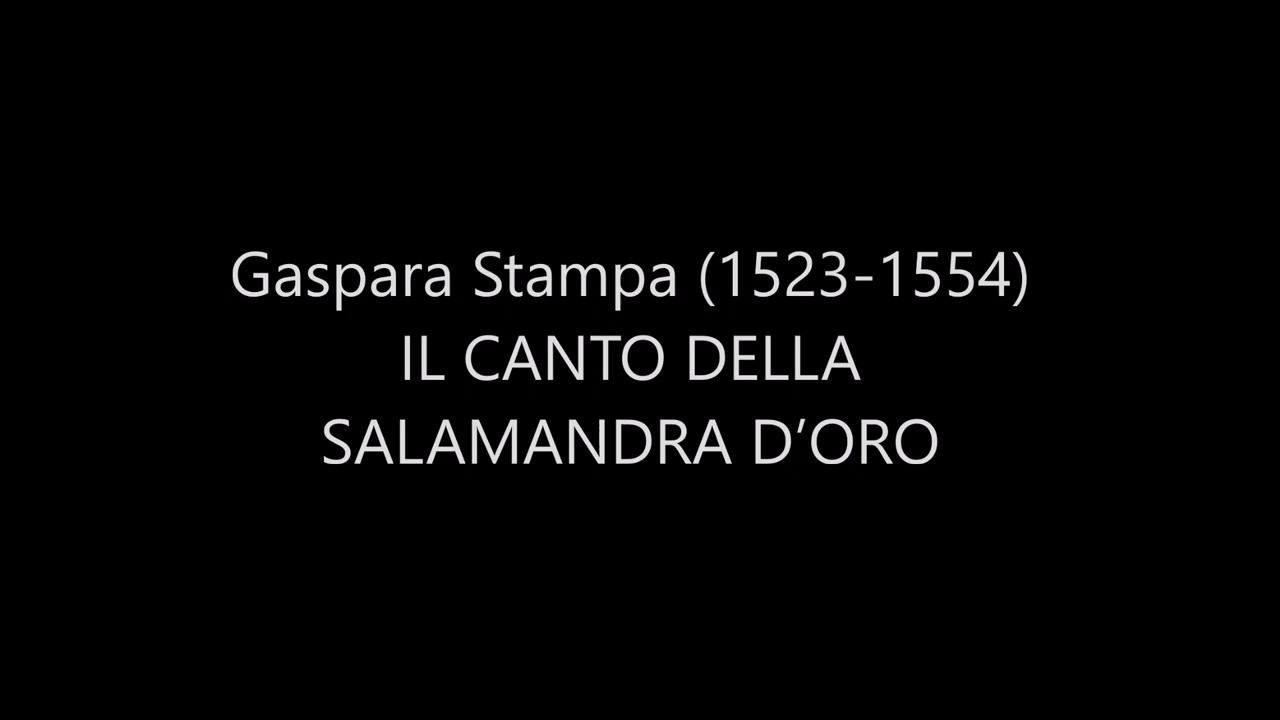 Gaspara Stampa (1523-1554)
IL CANTO DELLA
SALAMANDRA D’ORO